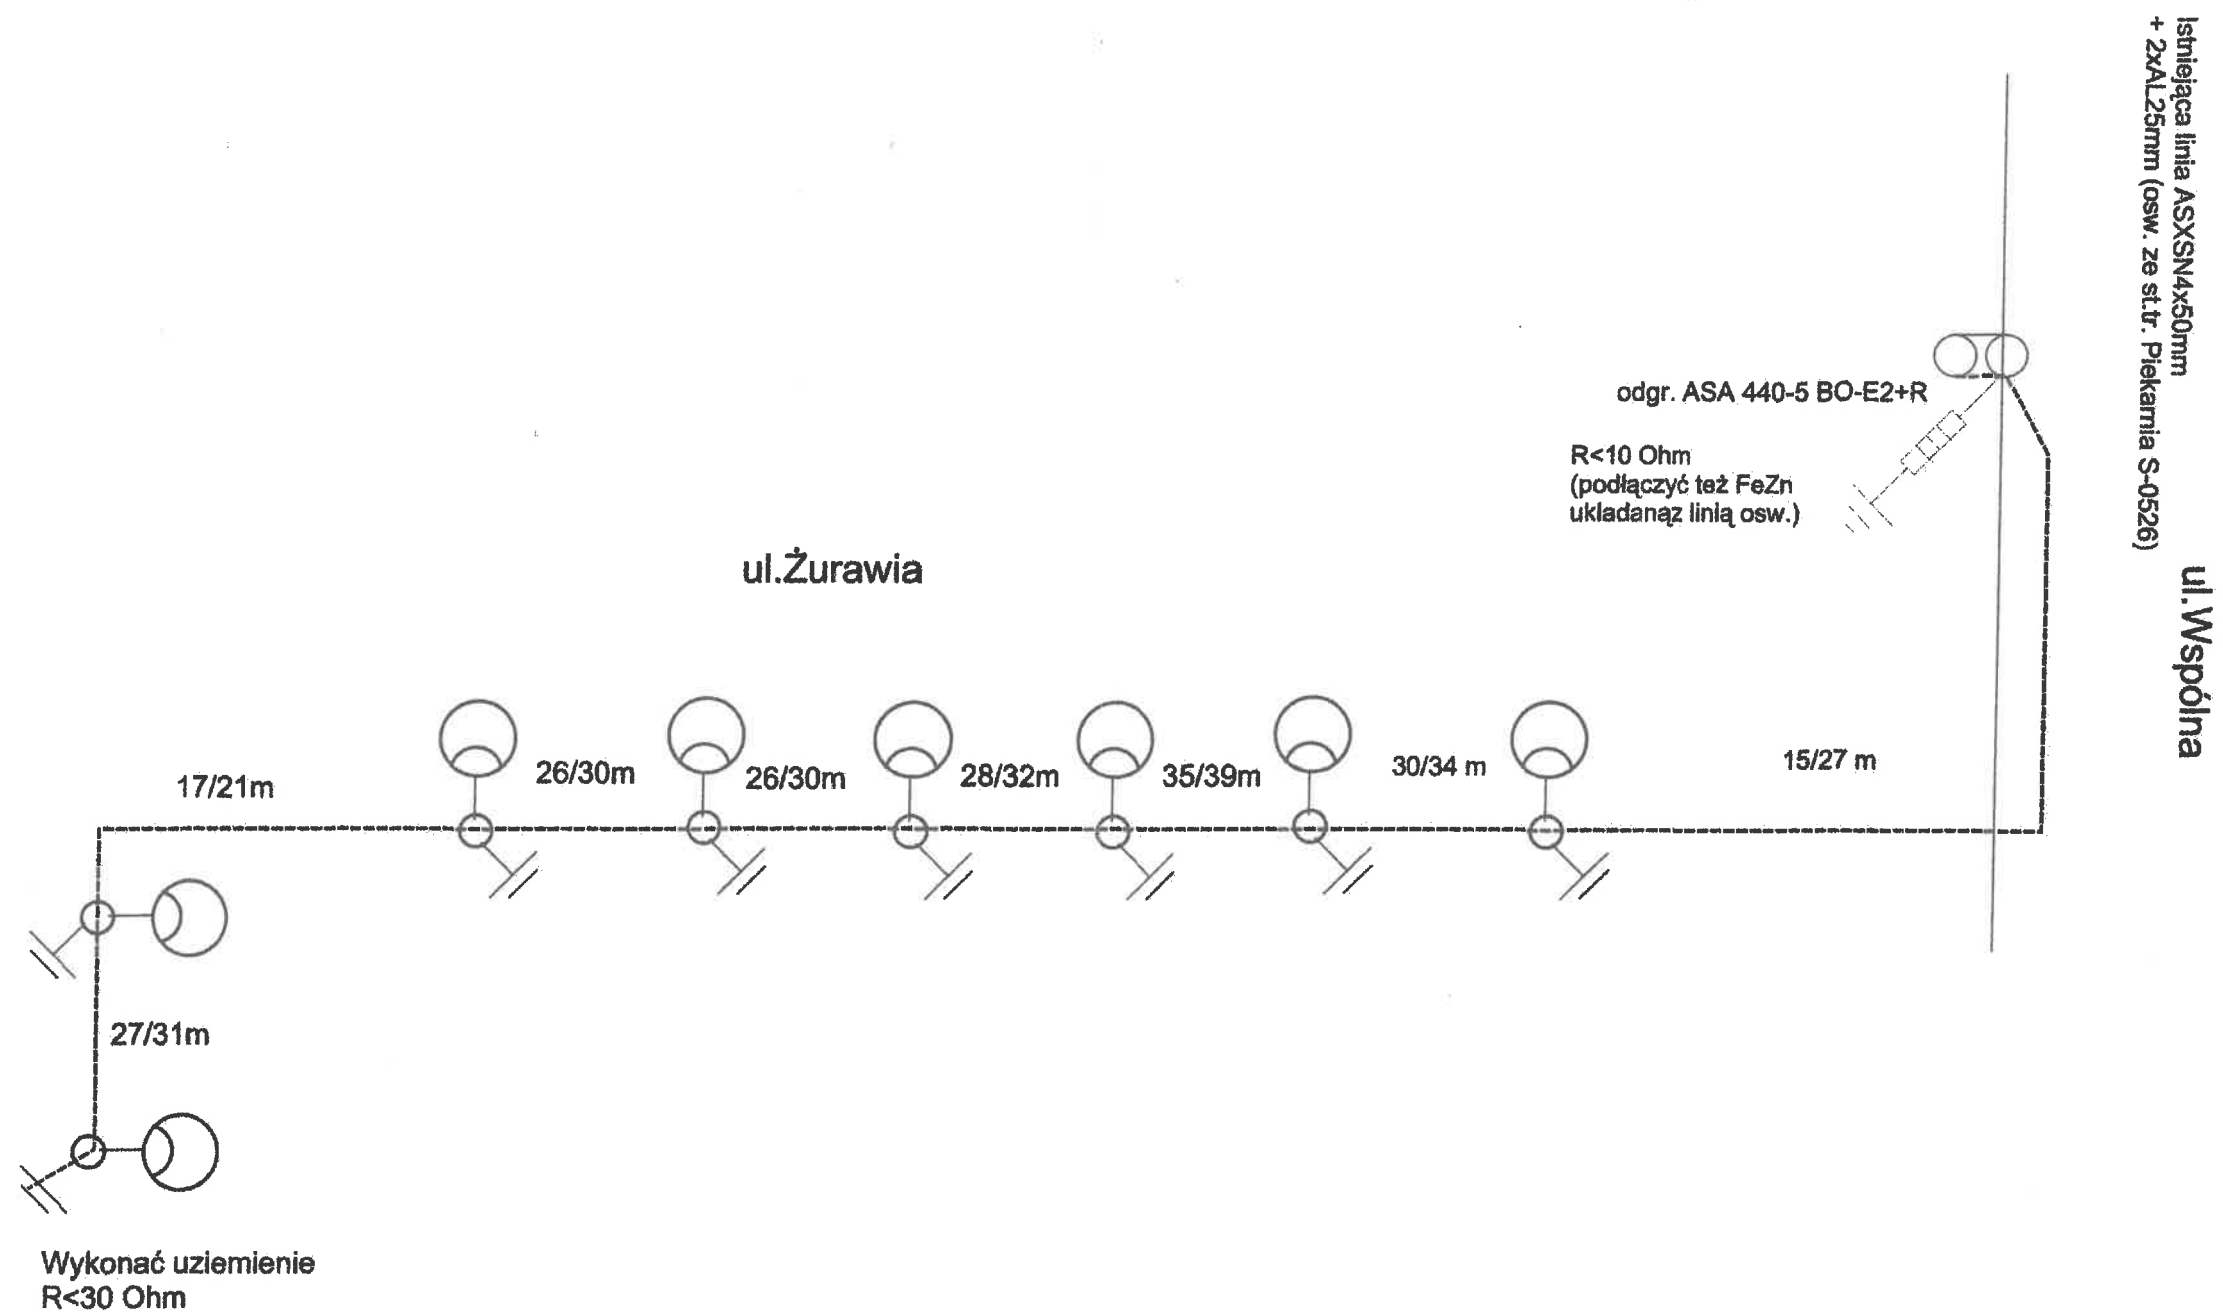 Istniejąca linia ASXSN4x50mm
+ 2xAL25mm (osw. ze st.tr. Piekarnia S-0526)
odgr. ASA 440-5 BO-E2+R
R<10 Ohm
(podłączyć też FeZn
ukladanąz linią osw.)
ul.Żurawia
ul.Wspólna
17/21m
26/30m
26/30m
28/32m
35/39m
30/34 m
15/27 m
27/31m
Wykonać uziemienie
R<30 Ohm